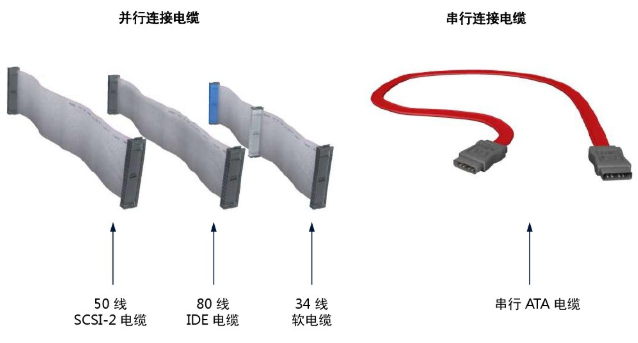 并行连接电缆
串行连接电缆
50 线
SCSI-2 电缆
80 线
IDE 电缆
34 线
软电缆
串行 ATA 电缆